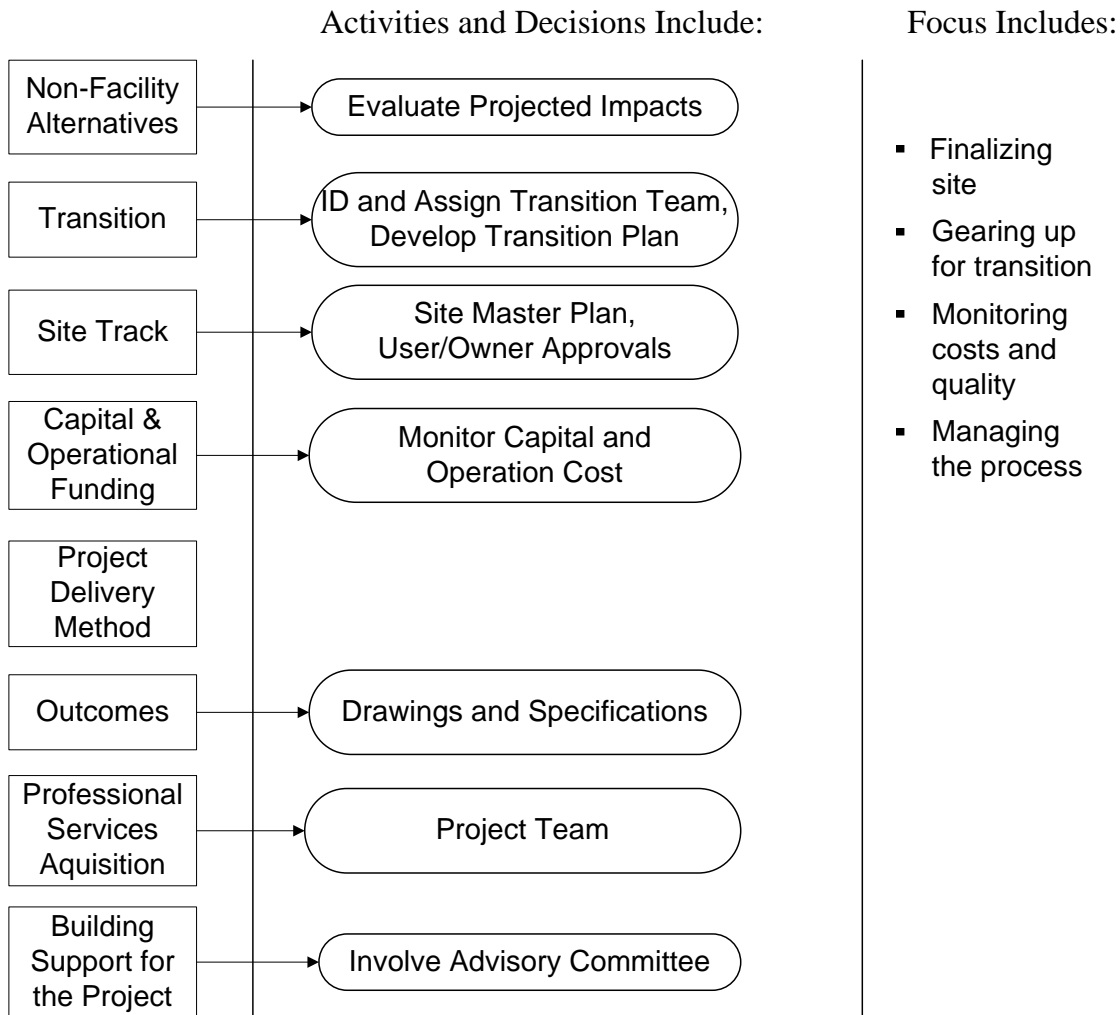 Activities and Decisions Include:
Focus Includes:
Non-Facility
Alternatives
Evaluate Projected Impacts
Transition
ID and Assign Transition Team,
Develop Transition Plan
Site Track
Site Master Plan,
User/Owner Approvals
Capital &
Operational
Funding
Monitor Capital and
Operation Cost
Project
Delivery
Method
Outcomes
Drawings and Specifications
Professional
Services
Aquisition
Project Team
Building
Support for
the Project
Involve Advisory Committee
▪ Finalizing
site
▪ Gearing up
for transition
▪ Monitoring
costs and
quality
▪ Managing
the process